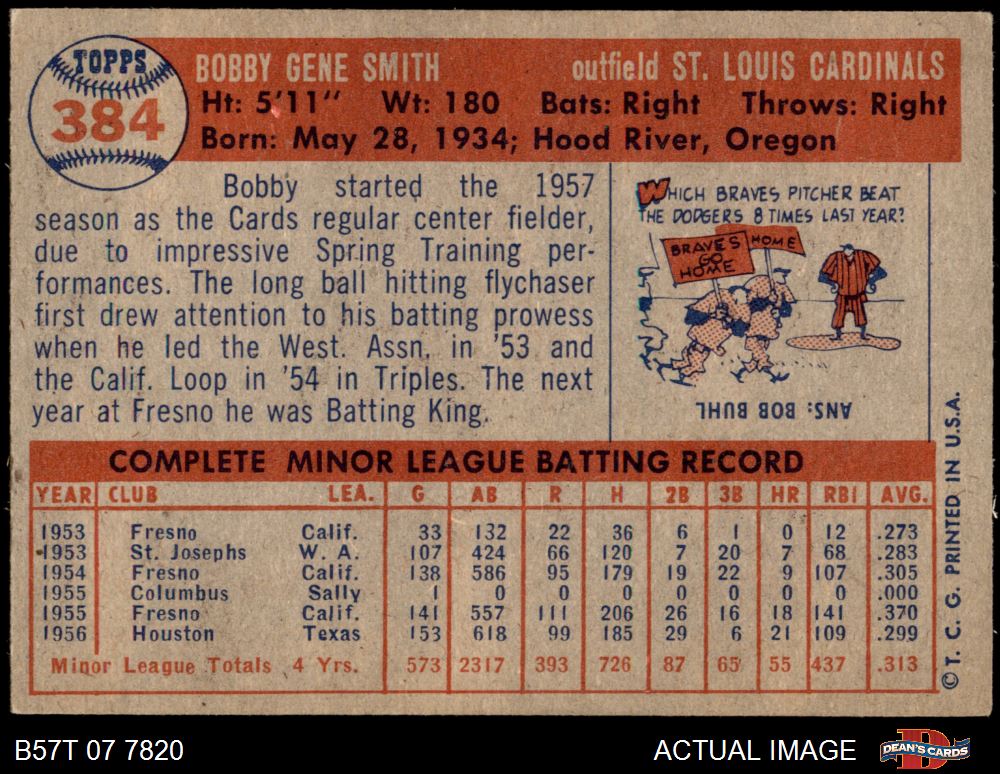 TOPPS
384
BOBBY GENE SMITH outfield ST. LOUIS CARDINALS
Ht: 5'11" Wt: 180 Bats: Right Throws: Right
Born: May 28, 1934; Hood River, Oregon
Bobby started the 1957
season as the Cards regular center fielder,
due to impressive Spring Training per-
formances. The long ball hitting flychaser
first drew attention to his batting prowess
when he led the West. Assn. in '53 and
the Calif. Loop in '54 in Triples. The next
year at Fresno he was Batting King.
WHICH BRAVES PITCHER BEAT
THE DODGERS 8 TIMES LAST YEAR?
BRAVES
GO
HOME
HOME
ANS: BOB BUHL
COMPLETE MINOR LEAGUE BATTING RECORD
YEAR CLUB LEA. G AB R H 2B 3B HR RBI AVG.
1953 Fresno Calif. 33 132 22 36 6 1 0 12 .273
1953 St. Josephs W. A. 107 424 66 120 7 20 7 68 .283
1954 Fresno Calif. 138 586 95 179 19 22 9 107 .305
1955 Columbus Sally 1 0 0 0 0 0 0 0 .000
1955 Fresno Calif. 141 557 111 206 26 16 18 141 .370
1956 Houston Texas 153 618 99 185 29 6 21 109 .299
Minor League Totals 4 Yrs. 573 2317 393 726 87 65 55 437 .313
© T. C. G. PRINTED IN U.S.A.
B57T 07 7820 ACTUAL IMAGE
DEAN'S CARDS